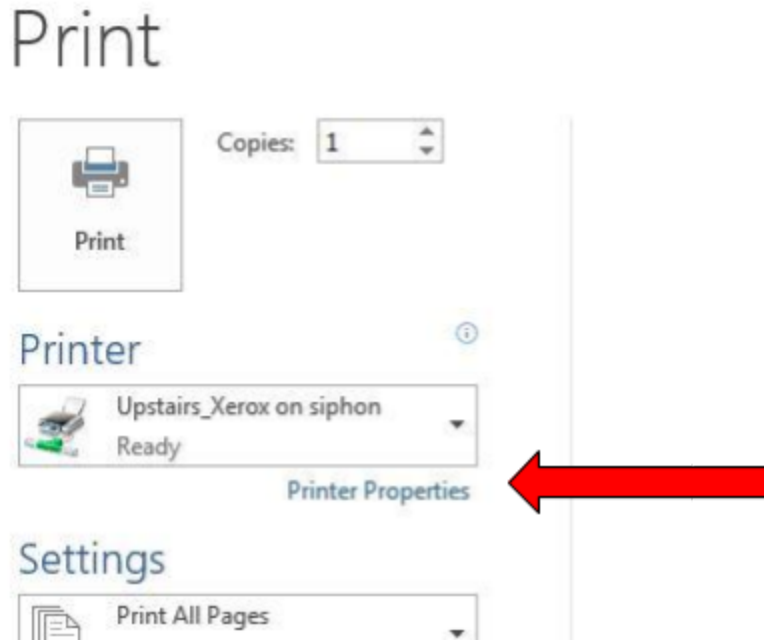 Print
Copies: 1
Print
Printer
Upstairs_Xerox on siphon
Ready
Printer Properties
Settings
Print All Pages